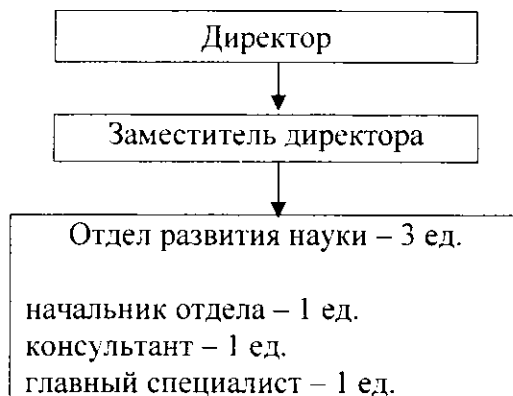 Директор
Заместитель директора
Отдел развития науки – 3 ед.
начальник отдела – 1 ед.
консультант – 1 ед.
главный специалист – 1 ед.